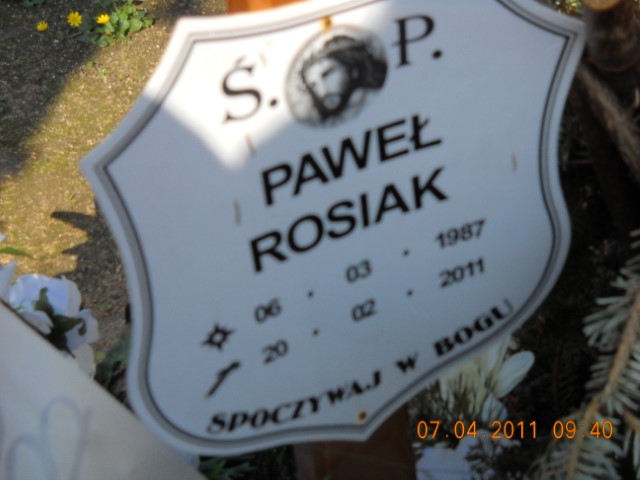 Ś. P.
PAWEŁ
ROSIAK
06 · 03 · 1987
20 · 02 · 2011
SPOCZYWAJ W BOGU
07.04.2011 09:40